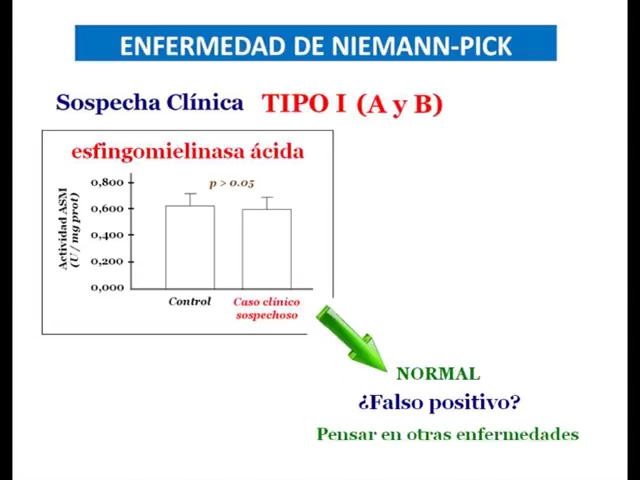 ENFERMEDAD DE NIEMANN-PICK
Sospecha Clínica TIPO I (A y B)
esfingomielinasa ácida
p > 0.05
Actividad ASM
(U / mg prot)
0,800
0,600
0,400
0,200
0,000
Control
Caso clínico
sospechoso
NORMAL
¿Falso positivo?
Pensar en otras enfermedades